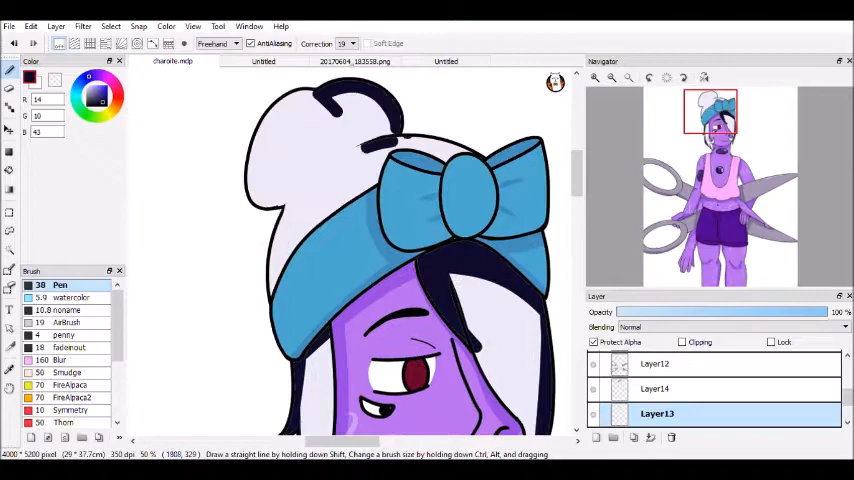 File Edit Layer Filter Select Snap Color View Tool Window Help
Freehand AntiAliasing Correction 19 Soft Edge
Color
charoite.mdp Untitled 20170604_183558.png Untitled
Navigator
R 14
G 10
B 43
Brush
38 Pen
5.9 watercolor
10.8 noname
19 AirBrush
4 penny
18 fadeinout
160 Blur
50 Smudge
70 FireAlpaca
70 FireAlpaca2
10 Symmetry
50 Thorn
Layer
Opacity 100 %
Blending Normal
Protect Alpha Clipping Lock
Layer12
Layer14
Layer13
4000 * 5200 pixel (29 * 37.7cm) 350 dpi 50 % (1808, 329) Draw a straight line by holding down Shift, Change a brush size by holding down Ctrl, Alt, and dragging